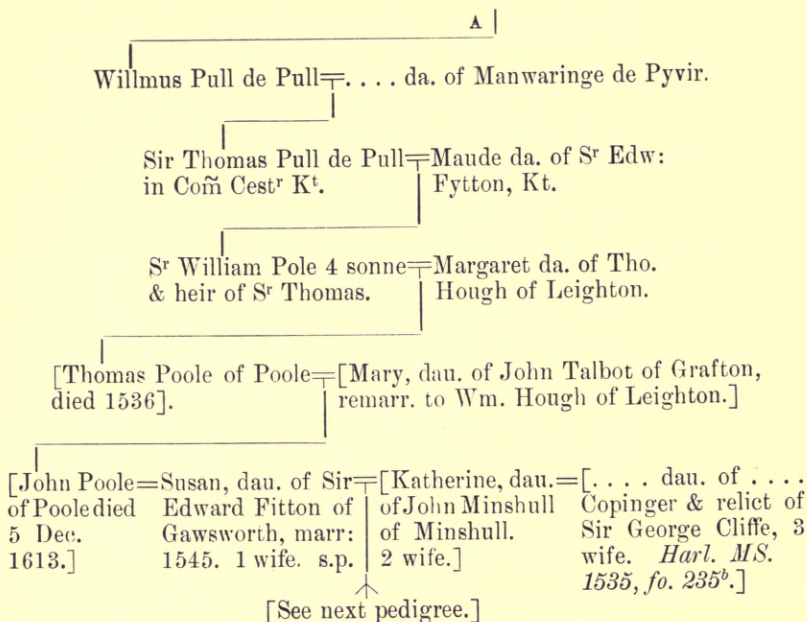 A
Willmus Pull de Pull=. . . . da. of Manwaringe de Pyvir.
Sir Thomas Pull de Pull=Maude da. of Sʳ Edw:
in Com̃ Cestʳ Kᵗ. Fytton, Kt.
Sʳ William Pole 4 sonne=Margaret da. of Tho.
& heir of Sʳ Thomas. Hough of Leighton.
[Thomas Poole of Poole=[Mary, dau. of John Talbot of Grafton,
died 1536]. remarr. to Wm. Hough of Leighton.]
[John Poole=Susan, dau. of Sir=[Katherine, dau.=[. . . . dau. of . . . .
of Poole died Edward Fitton of of John Minshull Copinger & relict of
5 Dec. Gawsworth, marr: of Minshull. Sir George Cliffe, 3
1613.] 1545. 1 wife. s.p. 2 wife.] wife. Harl. MS.
1535, fo. 235ᵇ.]
[See next pedigree.]